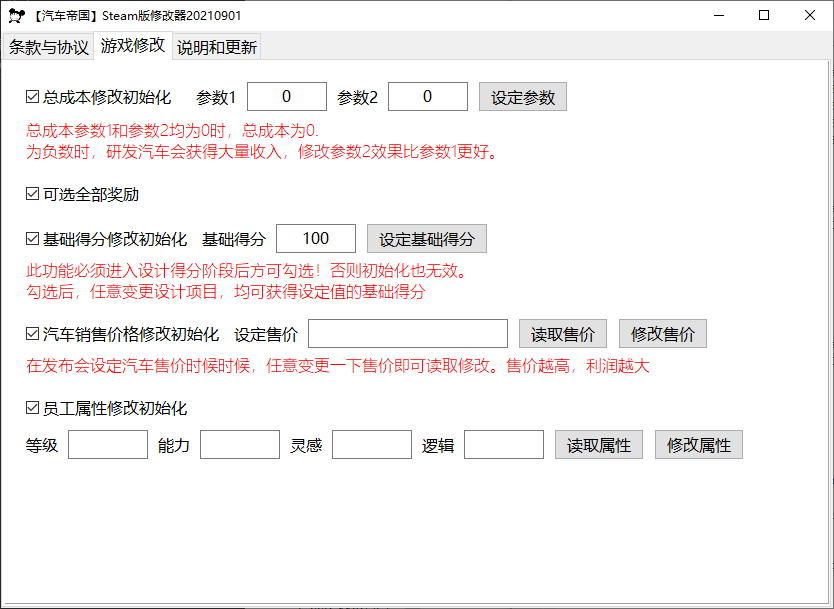 【汽车帝国】Steam版修改器20210901
条款与协议 游戏修改 说明和更新
总成本修改初始化 参数1 0 参数2 0 设定参数
总成本参数1和参数2均为0时，总成本为0.
为负数时，研发汽车会获得大量收入，修改参数2效果比参数1更好。
可选全部奖励
基础得分修改初始化 基础得分 100 设定基础得分
此功能必须进入设计得分阶段后方可勾选！否则初始化也无效。
勾选后，任意变更设计项目，均可获得设定值的基础得分
汽车销售价格修改初始化 设定售价 读取售价 修改售价
在发布会设定汽车售价时候时候，任意变更一下售价即可读取修改。售价越高，利润越大
员工属性修改初始化
等级 能力 灵感 逻辑 读取属性 修改属性